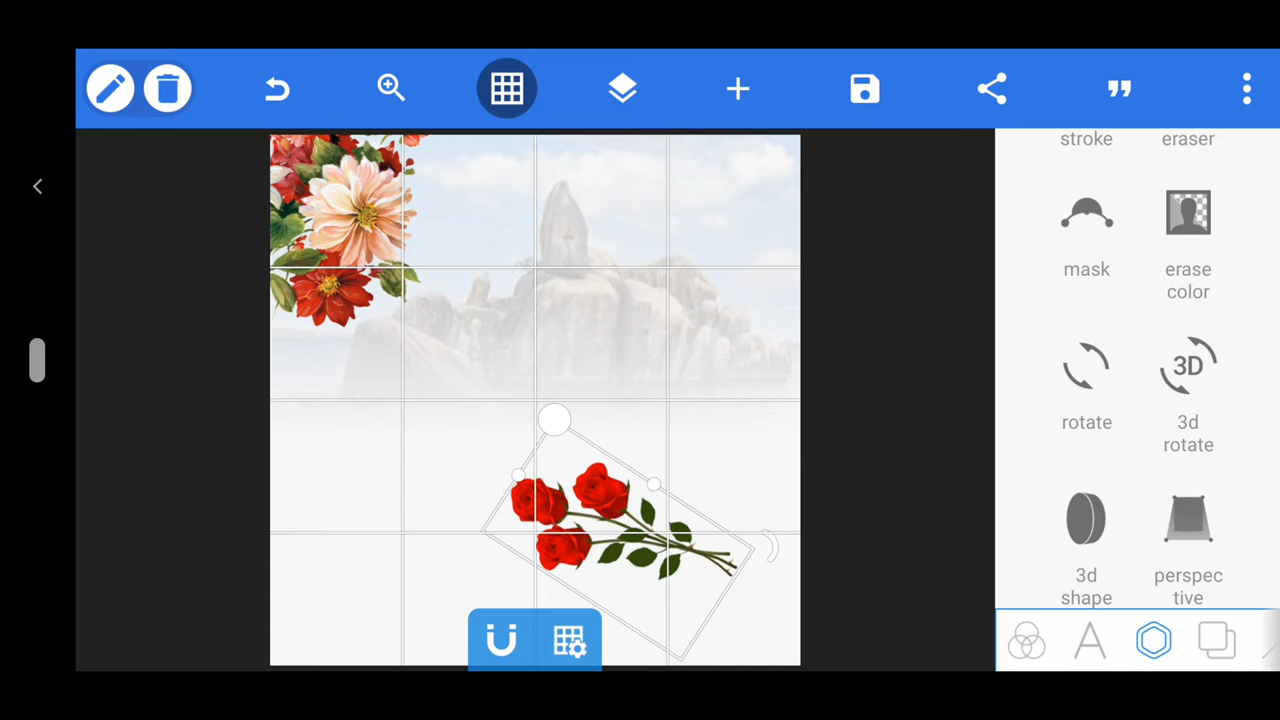 stroke
eraser
mask
erase
color
rotate
3D
3d
rotate
3d
shape
perspec
tive
A